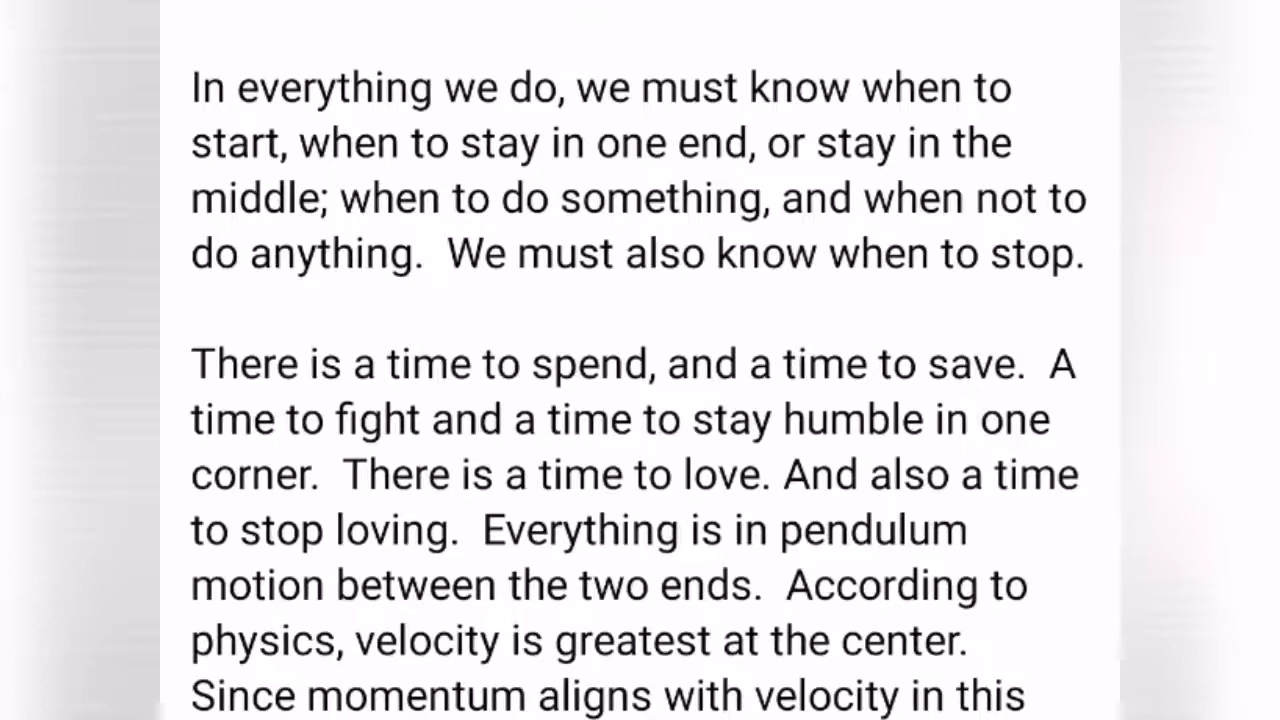 In everything we do, we must know when to
start, when to stay in one end, or stay in the
middle; when to do something, and when not to
do anything.  We must also know when to stop.

There is a time to spend, and a time to save.  A
time to fight and a time to stay humble in one
corner.  There is a time to love. And also a time
to stop loving.  Everything is in pendulum
motion between the two ends.  According to
physics, velocity is greatest at the center.
Since momentum aligns with velocity in this